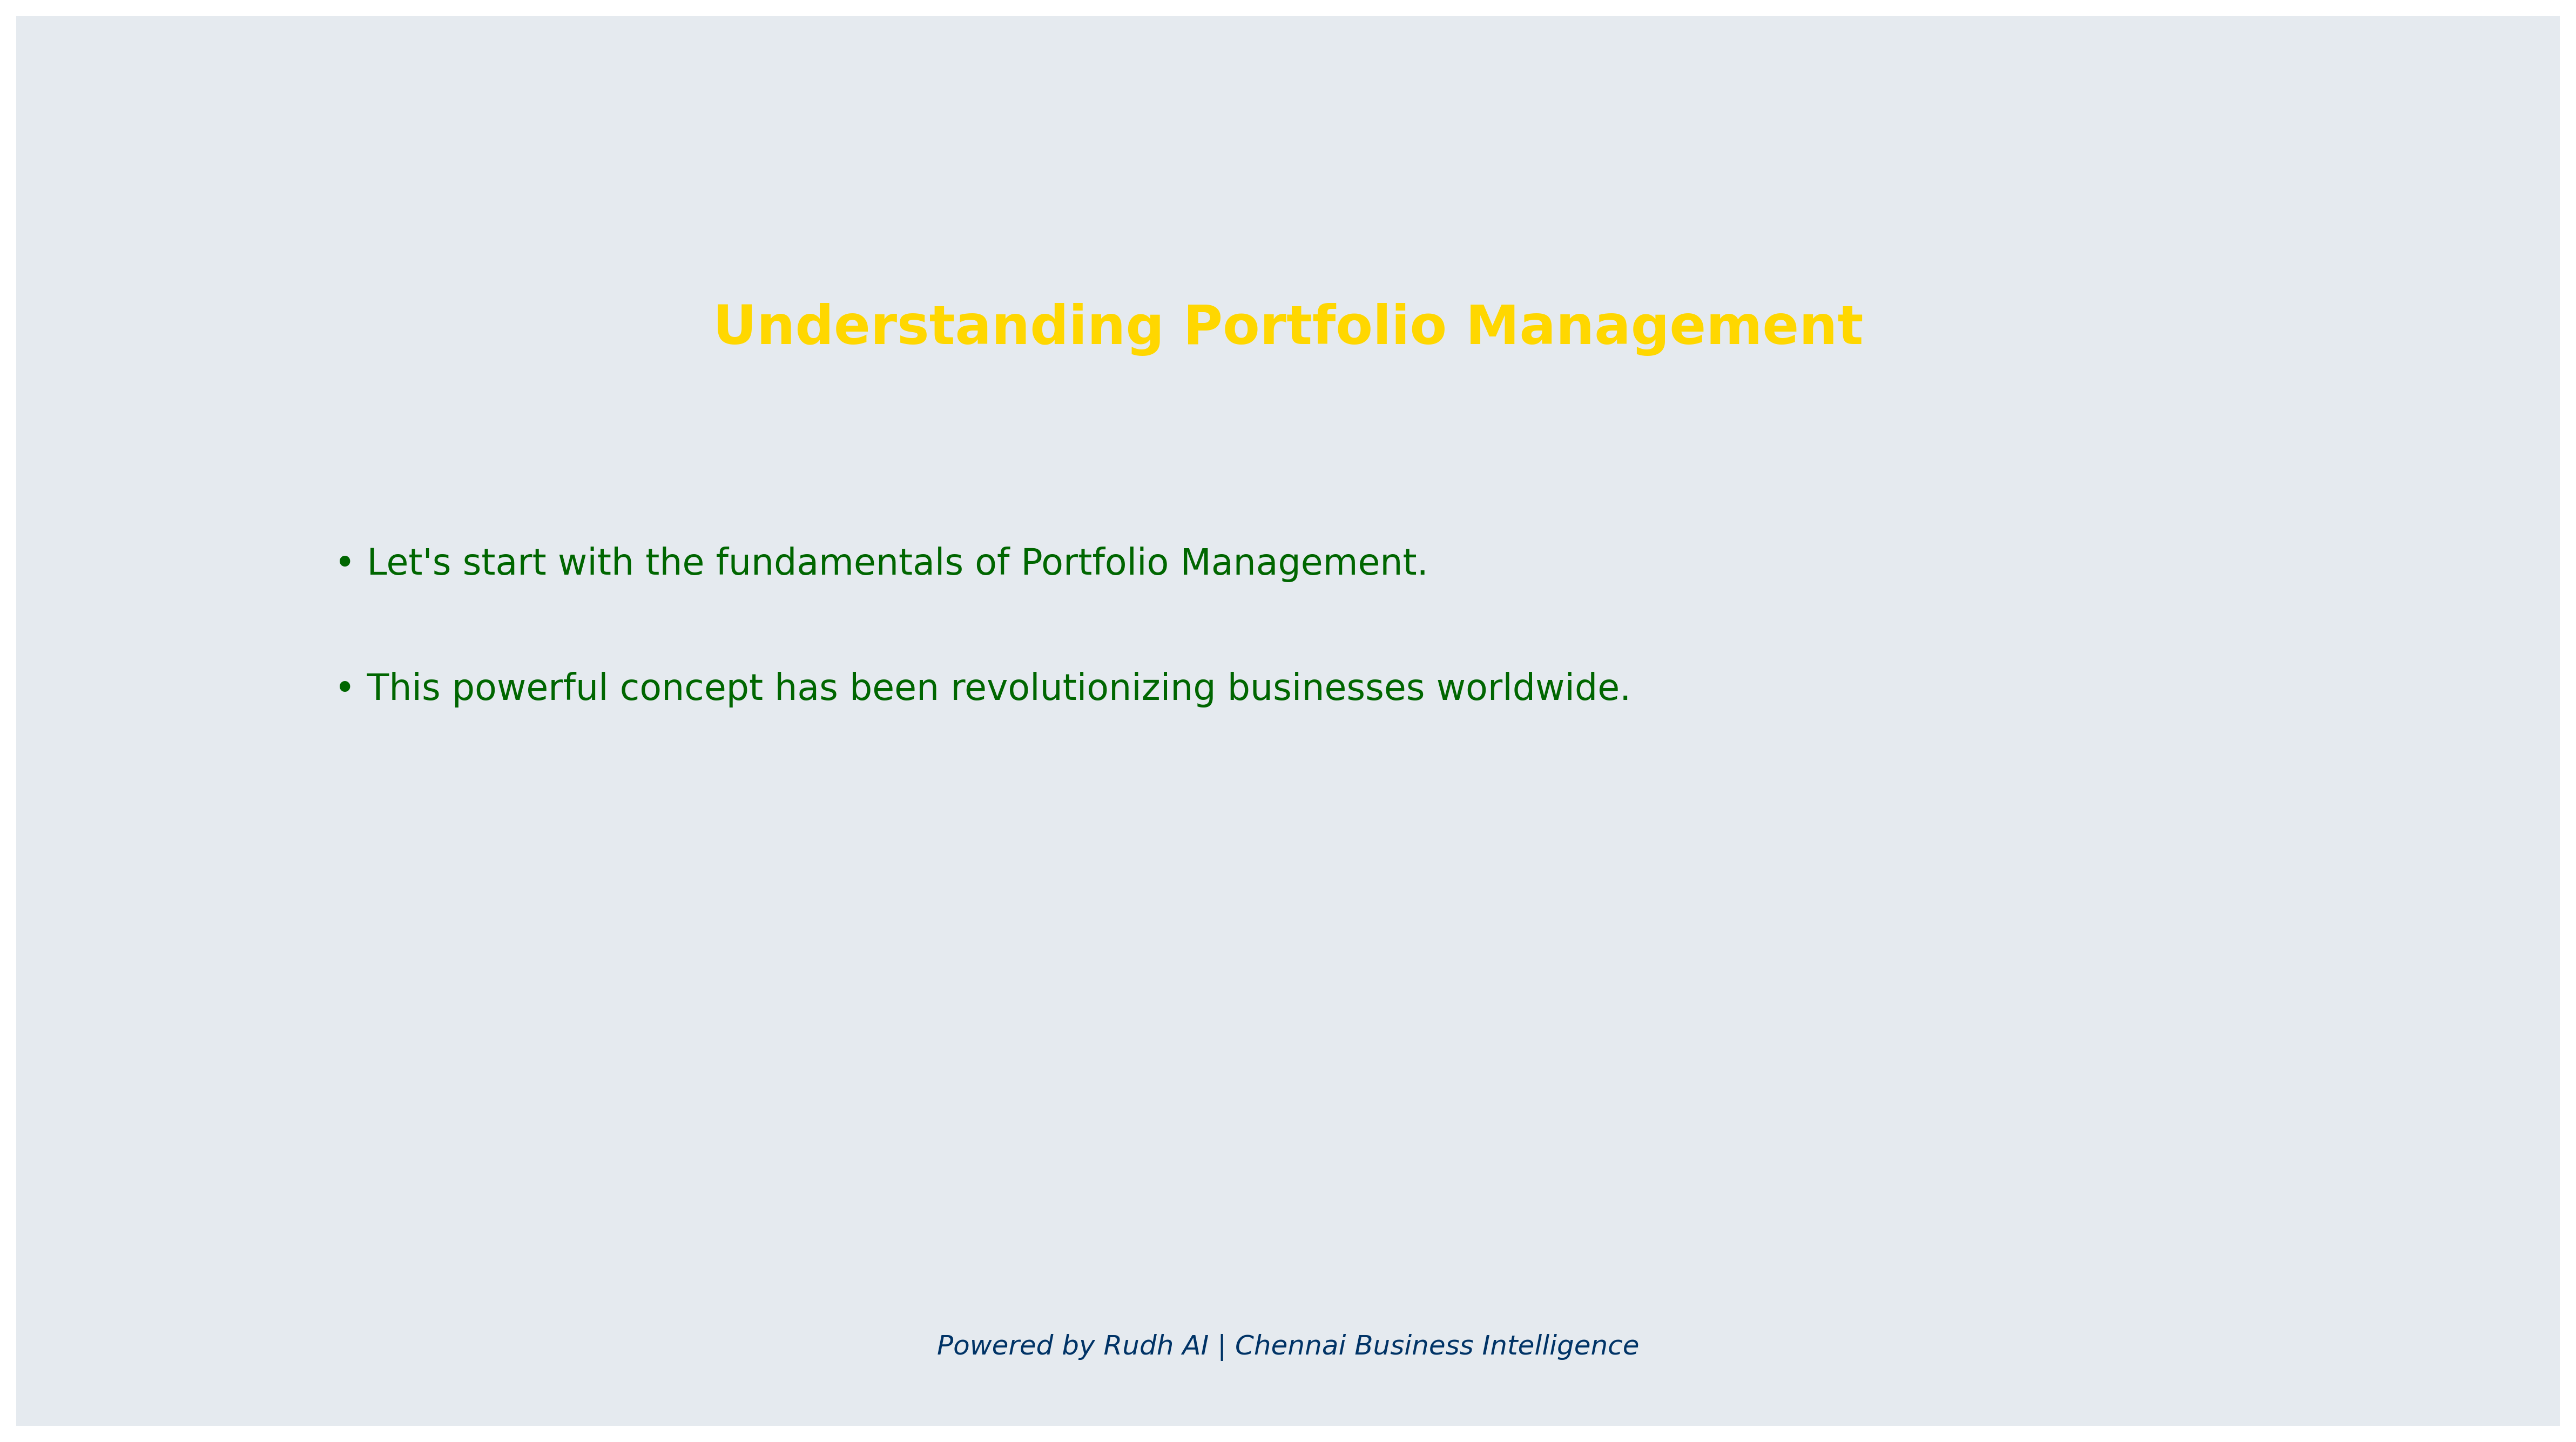 Understanding Portfolio Management
• Let's start with the fundamentals of Portfolio Management.
• This powerful concept has been revolutionizing businesses worldwide.
Powered by Rudh AI | Chennai Business Intelligence